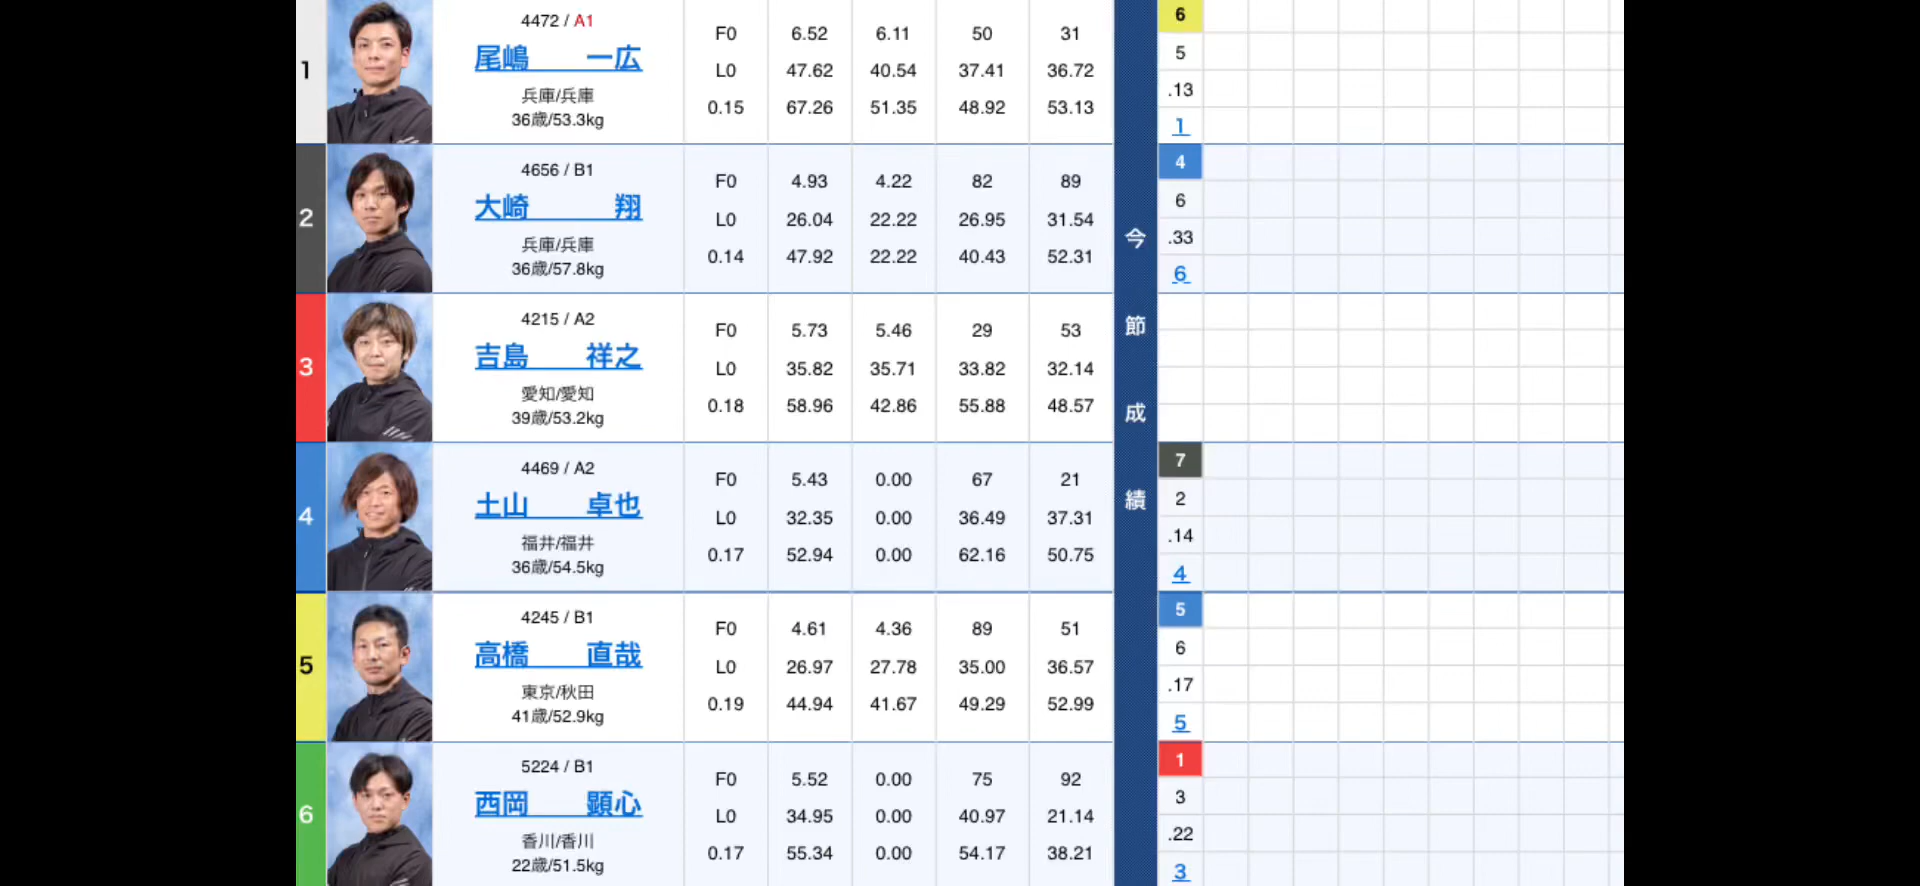 1
4472 / A1
尾嶋 一広
兵庫/兵庫
36歳/53.3kg
F0
L0
0.15
6.52
47.62
67.26
6.11
40.54
51.35
50
37.41
48.92
31
36.72
53.13
6
5
.13
1
2
4656 / B1
大崎 翔
兵庫/兵庫
36歳/57.8kg
F0
L0
0.14
4.93
26.04
47.92
4.22
22.22
22.22
82
26.95
40.43
89
31.54
52.31
4
6
.33
6
3
4215 / A2
吉島 祥之
愛知/愛知
39歳/53.2kg
F0
L0
0.18
5.73
35.82
58.96
5.46
35.71
42.86
29
33.82
55.88
53
32.14
48.57
4
4469 / A2
土山 卓也
福井/福井
36歳/54.5kg
F0
L0
0.17
5.43
32.35
52.94
0.00
0.00
0.00
67
36.49
62.16
21
37.31
50.75
7
2
.14
4
5
4245 / B1
高橋 直哉
東京/秋田
41歳/52.9kg
F0
L0
0.19
4.61
26.97
44.94
4.36
27.78
41.67
89
35.00
49.29
51
36.57
52.99
5
6
.17
5
6
5224 / B1
西岡 顕心
香川/香川
22歳/51.5kg
F0
L0
0.17
5.52
34.95
55.34
0.00
0.00
0.00
75
40.97
54.17
92
21.14
38.21
1
3
.22
3
今節成績